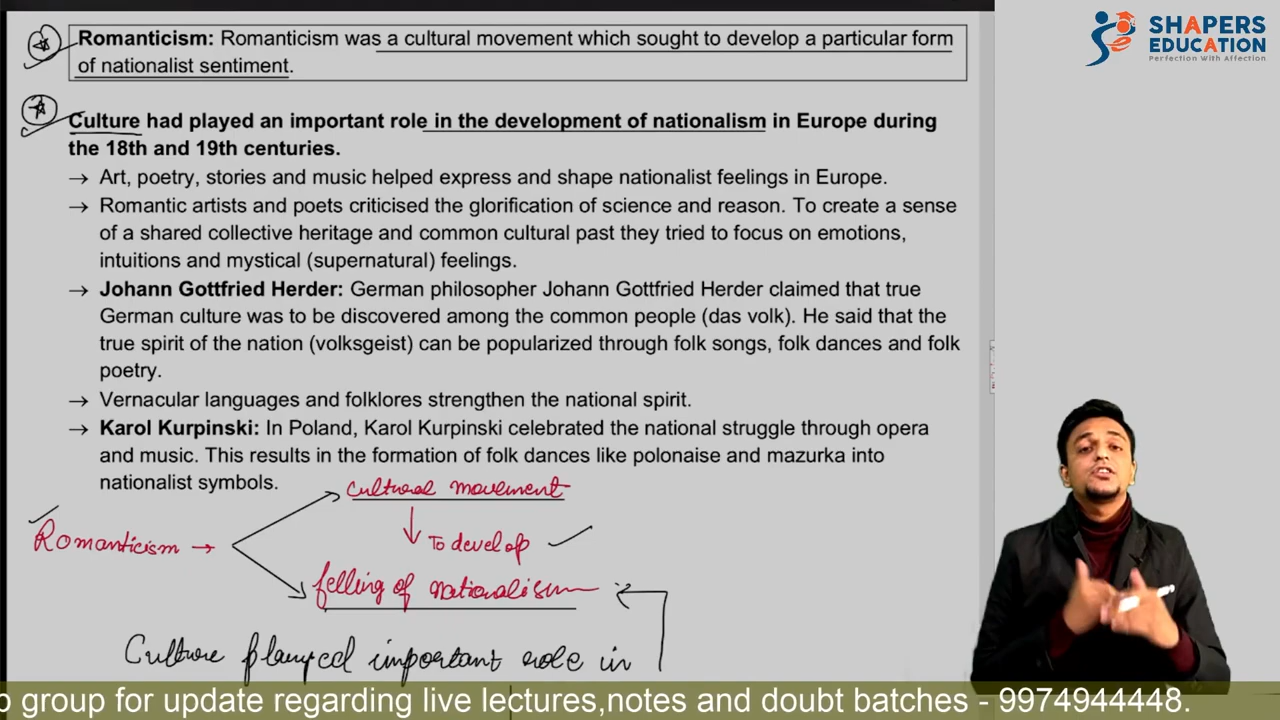 Romanticism: Romanticism was a cultural movement which sought to develop a particular form
of nationalist sentiment.
Culture had played an important role in the development of nationalism in Europe during
the 18th and 19th centuries.
→ Art, poetry, stories and music helped express and shape nationalist feelings in Europe.
→ Romantic artists and poets criticised the glorification of science and reason. To create a sense
of a shared collective heritage and common cultural past they tried to focus on emotions,
intuitions and mystical (supernatural) feelings.
→ Johann Gottfried Herder: German philosopher Johann Gottfried Herder claimed that true
German culture was to be discovered among the common people (das volk). He said that the
true spirit of the nation (volksgeist) can be popularized through folk songs, folk dances and folk
poetry.
→ Vernacular languages and folklores strengthen the national spirit.
→ Karol Kurpinski: In Poland, Karol Kurpinski celebrated the national struggle through opera
and music. This results in the formation of folk dances like polonaise and mazurka into
nationalist symbols.
cultural movement
Romanticism →
To develop
felling of nationalism
Culture played important role in
SHAPERS
EDUCATION
Perfection With Affection
group for update regarding live lectures,notes and doubt batches - 9974944448.